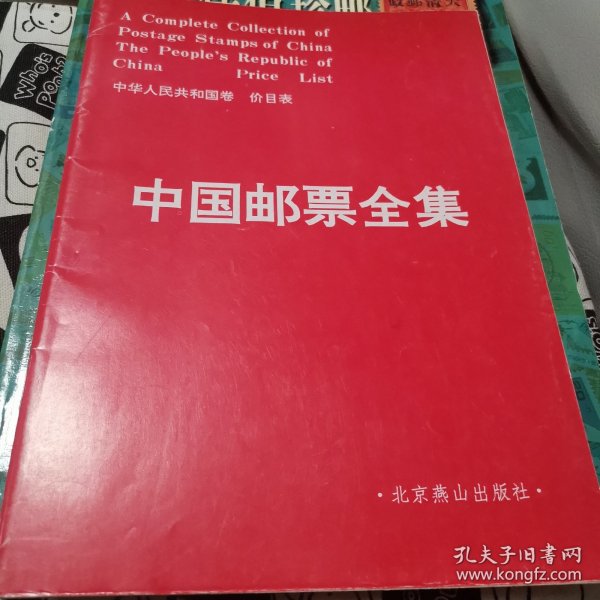 A Complete Collection of
Postage Stamps of China
The People's Republic of
China Price List
中华人民共和国卷 价目表
中国邮票全集
·北京燕山出版社·
Who's
Pooh?
孔夫子旧书网
www.kongfz.com